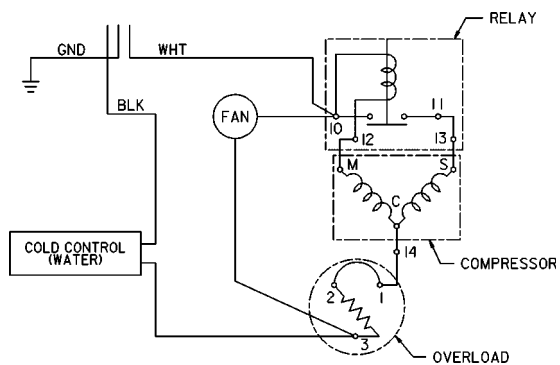 RELAY
GND
WHT
BLK
FAN
10
11
12
13
M
S
C
14
COLD CONTROL
(WATER)
COMPRESSOR
2
1
3
OVERLOAD